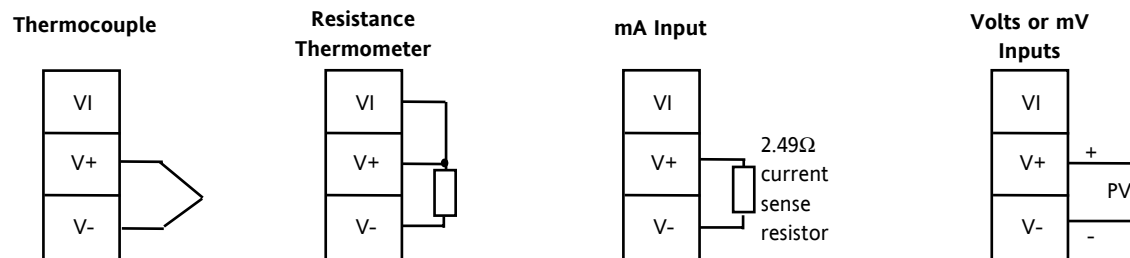 Thermocouple
VI
V+
V-
Resistance
Thermometer
VI
V+
V-
mA Input
VI
V+
V-
2.49Ω
current
sense
resistor
Volts or mV
Inputs
VI
V+
V-
+
PV
-